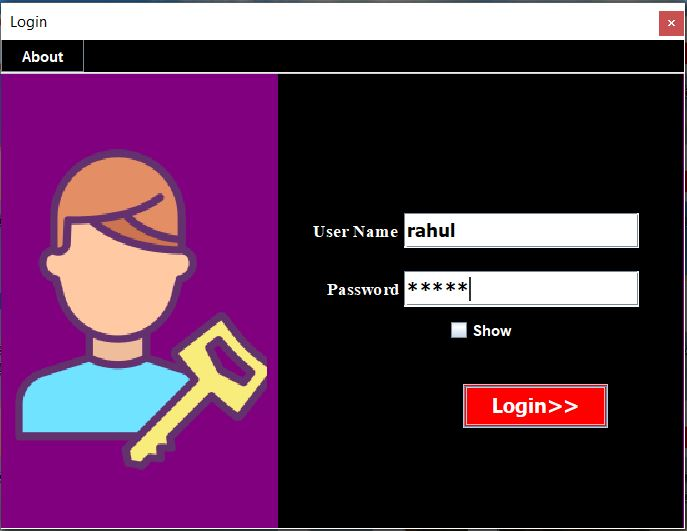 Login
About
User Name rahul
Password *****
Show
Login>>